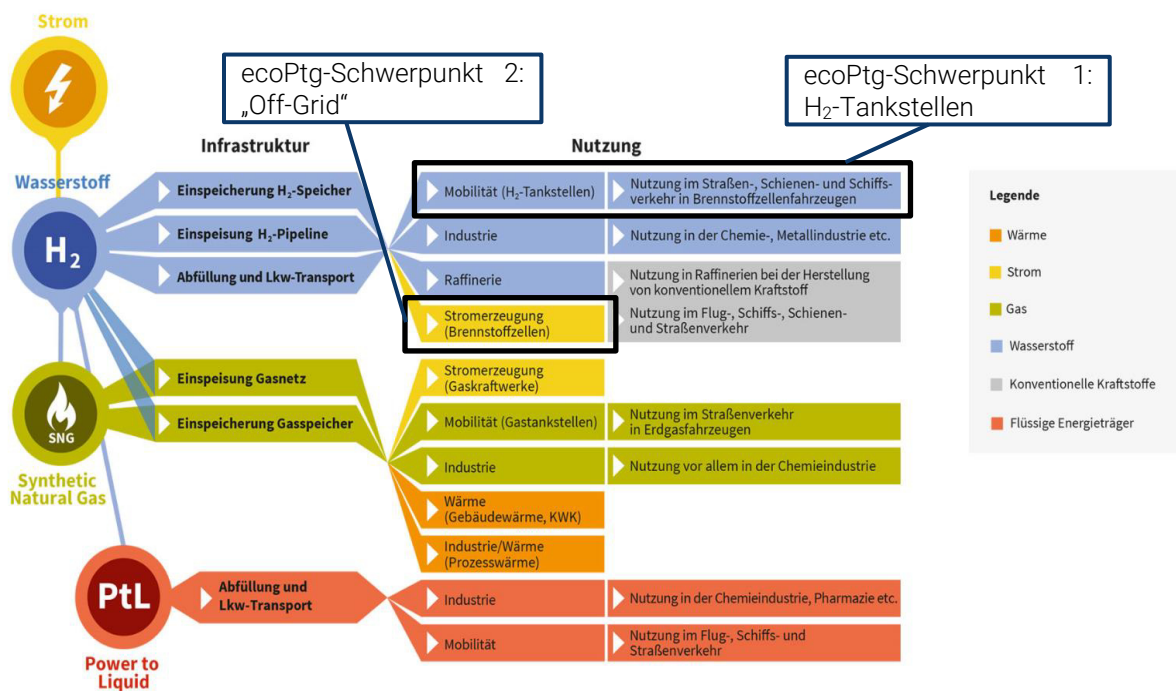 Strom
ecoPtg-Schwerpunkt 2:
„Off-Grid“
ecoPtg-Schwerpunkt 1:
H₂-Tankstellen
Infrastruktur
Nutzung
Wasserstoff
H₂
Einspeicherung H₂-Speicher
Einspeisung H₂-Pipeline
Abfüllung und Lkw-Transport
Mobilität (H₂-Tankstellen)
Nutzung im Straßen-, Schienen- und Schiffs-
verkehr in Brennstoffzellenfahrzeugen
Industrie
Nutzung in der Chemie-, Metallindustrie etc.
Raffinerie
Nutzung in Raffinerien bei der Herstellung
von konventionellem Kraftstoff
Stromerzeugung
(Brennstoffzellen)
Nutzung im Flug-, Schiffs-, Schienen-
und Straßenverkehr
SNG
Synthetic
Natural Gas
Einspeisung Gasnetz
Einspeicherung Gasspeicher
Stromerzeugung
(Gaskraftwerke)
Mobilität (Gastankstellen)
Nutzung im Straßenverkehr
in Erdgasfahrzeugen
Industrie
Nutzung vor allem in der Chemieindustrie
Wärme
(Gebäudewärme, KWK)
Industrie/Wärme
(Prozesswärme)
PtL
Power to
Liquid
Abfüllung und
Lkw-Transport
Industrie
Nutzung in der Chemieindustrie, Pharmazie etc.
Mobilität
Nutzung im Flug-, Schiffs- und
Straßenverkehr
Legende
Wärme
Strom
Gas
Wasserstoff
Konventionelle Kraftstoffe
Flüssige Energieträger